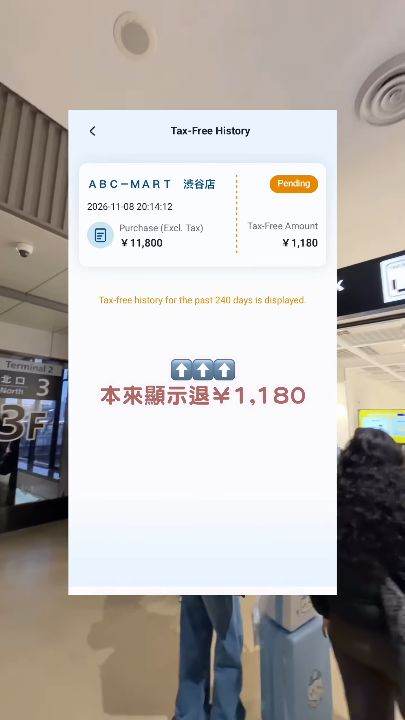 Tax-Free History
ＡＢＣ－ＭＡＲＴ　渋谷店
Pending
2026-11-08 20:14:12
Purchase (Excl. Tax)
￥11,800
Tax-Free Amount
￥1,180
Tax-free history for the past 240 days is displayed.
⬆⬆⬆
本來顯示退￥1,180
Terminal 2
北口
North
3
3F